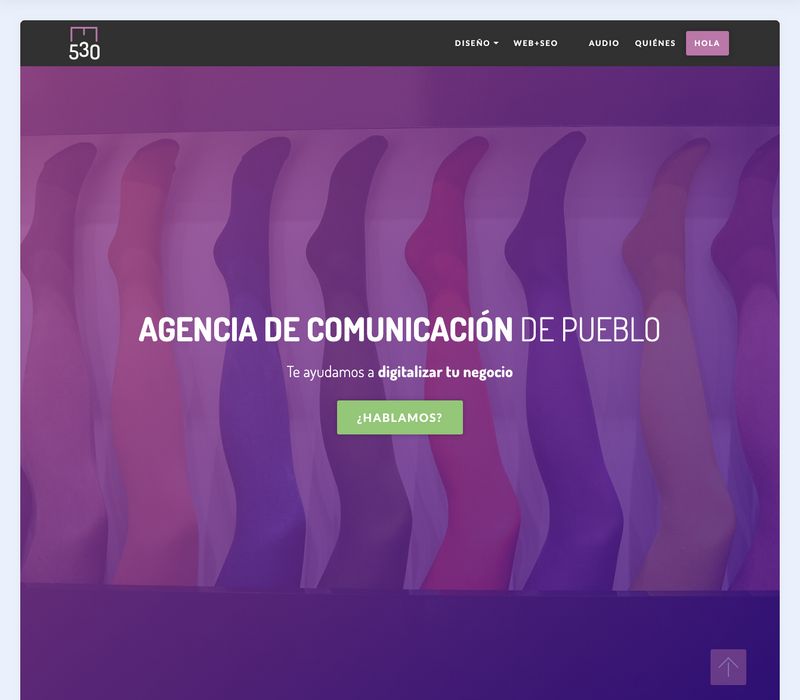 530
DISEÑO WEB+SEO AUDIO QUIÉNES HOLA
AGENCIA DE COMUNICACIÓN DE PUEBLO
Te ayudamos a digitalizar tu negocio
¿HABLAMOS?